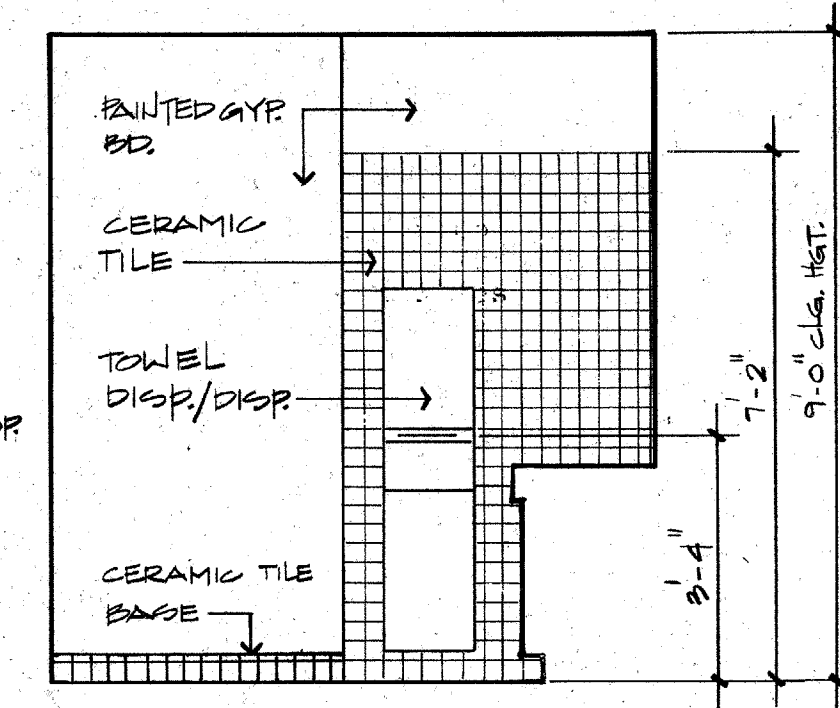 PAINTED GYP.
BD.
CERAMIC
TILE
TOWEL
DISP./DISP.
CERAMIC TILE
BASE
3'-4"
7'-2"
9'-0" CLG. HGT.